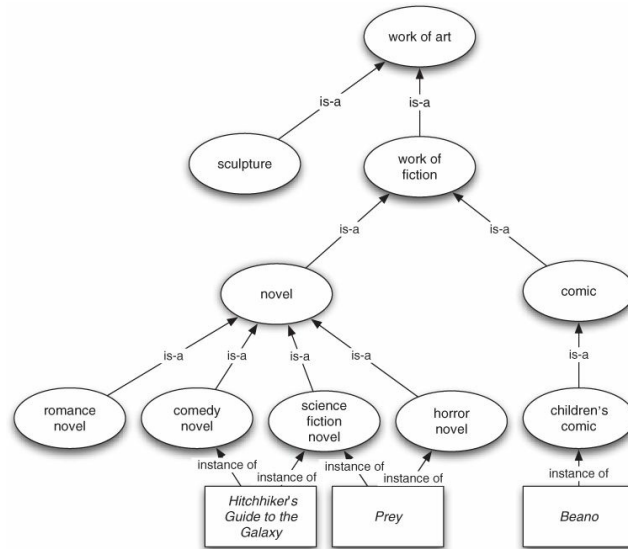 work of art
is-a
is-a
sculpture
work of
fiction
is-a
is-a
novel
comic
is-a
is-a
is-a
is-a
is-a
romance
novel
comedy
novel
science
fiction
novel
horror
novel
children's
comic
instance of
instance of
instance of
instance of
instance of
Hitchhiker's
Guide to the
Galaxy
Prey
Beano